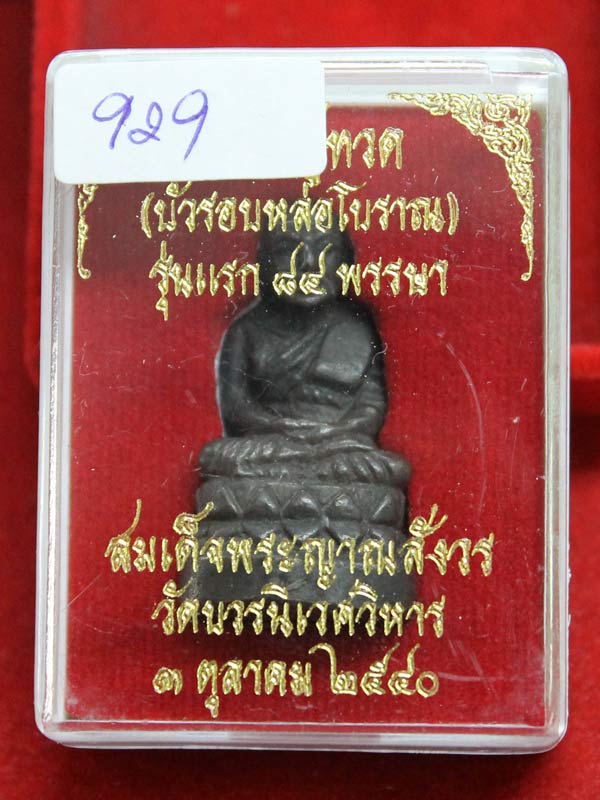 929
ทวด
(บัวรอบหล่อโบราณ)
รุ่นแรก ๘๔ พรรษา
สมเด็จพระญาณสังวร
วัดบวรนิเวศวิหาร
๓ ตุลาคม ๒๕๔๐